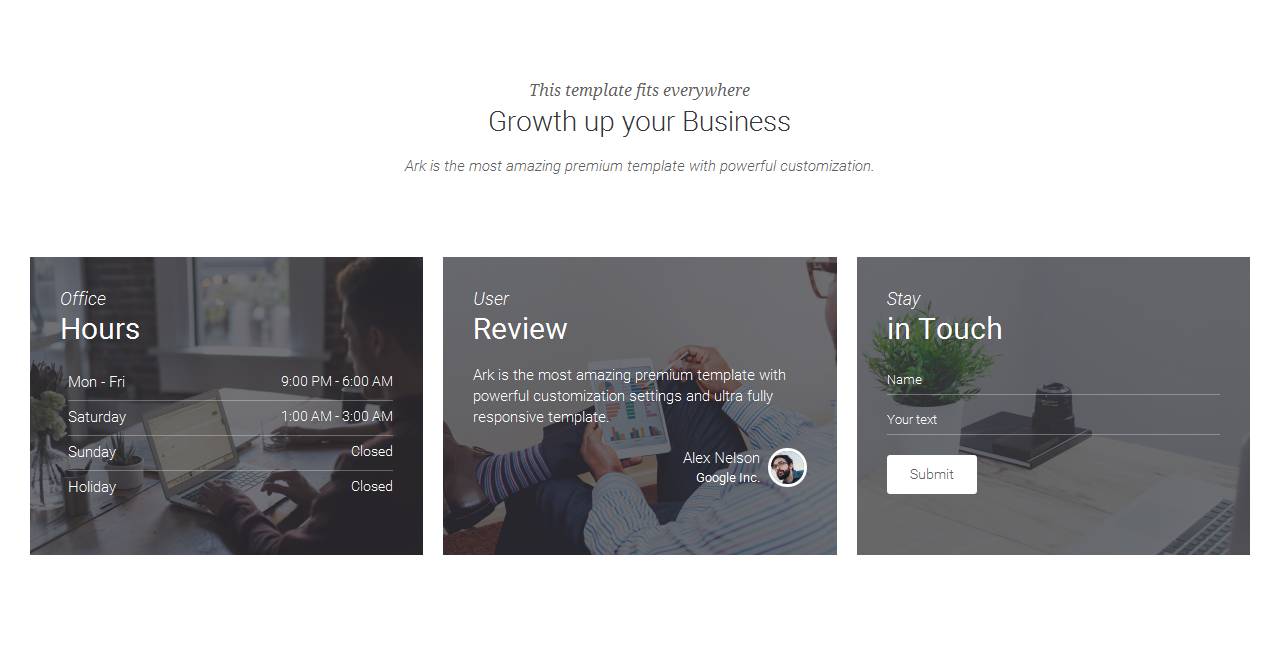 This template fits everywhere
Growth up your Business
Ark is the most amazing premium template with powerful customization.
Office
Hours
Mon - Fri 9:00 PM - 6:00 AM
Saturday 1:00 AM - 3:00 AM
Sunday Closed
Holiday Closed
User
Review
Ark is the most amazing premium template with
powerful customization settings and ultra fully
responsive template.
Alex Nelson
Google Inc.
Stay
in Touch
Name
Your text
Submit